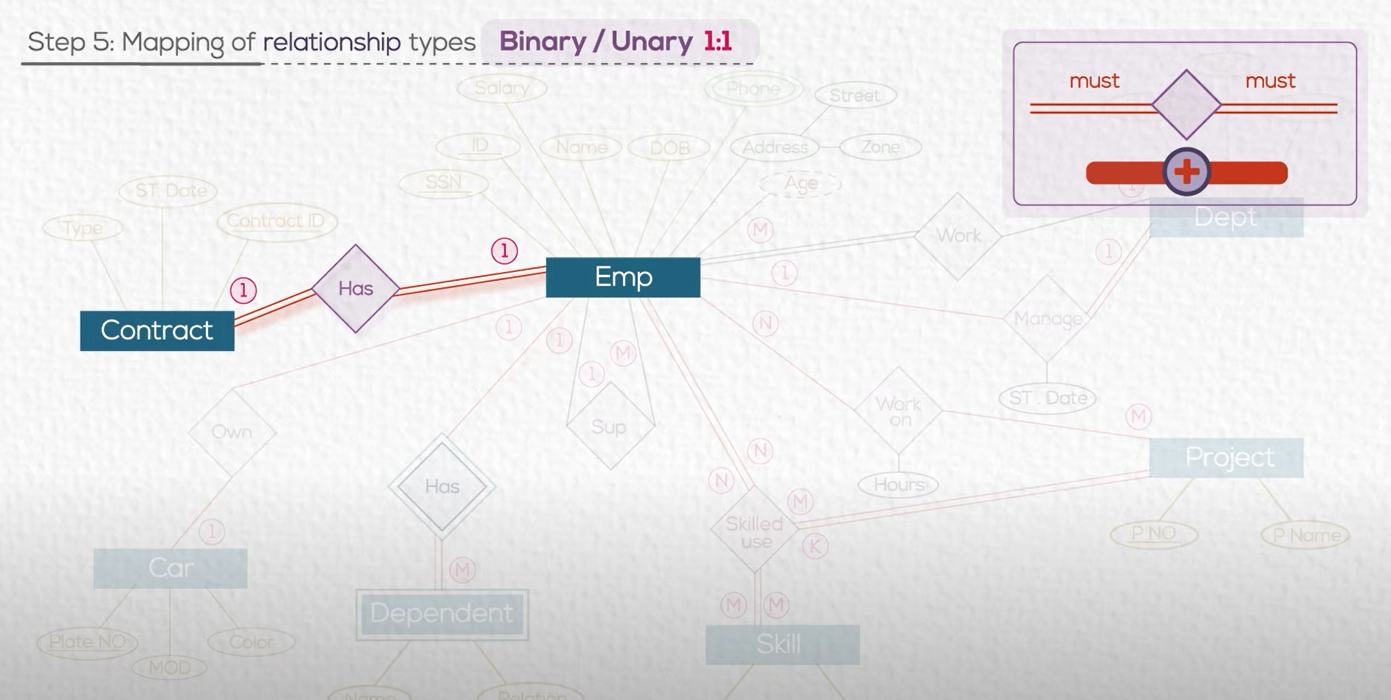 Step 5: Mapping of relationship types Binary / Unary 1:1
must must
Salary
Phone
Street
ID
Name
DOB
Address
Zone
SSN
Age
ST. Date
Type
Contract ID
1
M
Work
Dept
1
Has
1
Emp
1
1
Contract
Manage
1
1
N
1
M
ST . Date
Own
Sup
Work
on
M
Project
Hours
Has
N
N
M
Skilled
use
K
P NO
P Name
1
Car
M
Dependent
M
M
Skill
Plate NO
MOD
Color
Name
Relation